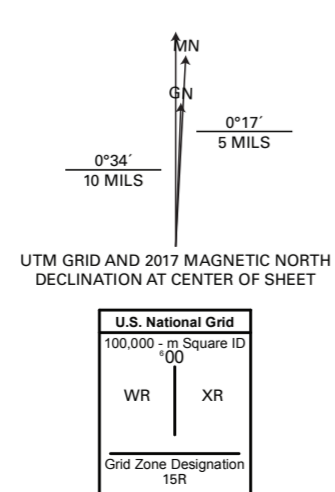 MN
GN
0°17´
5 MILS
0°34´
10 MILS
UTM GRID AND 2017 MAGNETIC NORTH
DECLINATION AT CENTER OF SHEET
U.S. National Grid
100,000 - m Square ID
⁶00
WR XR
Grid Zone Designation
15R